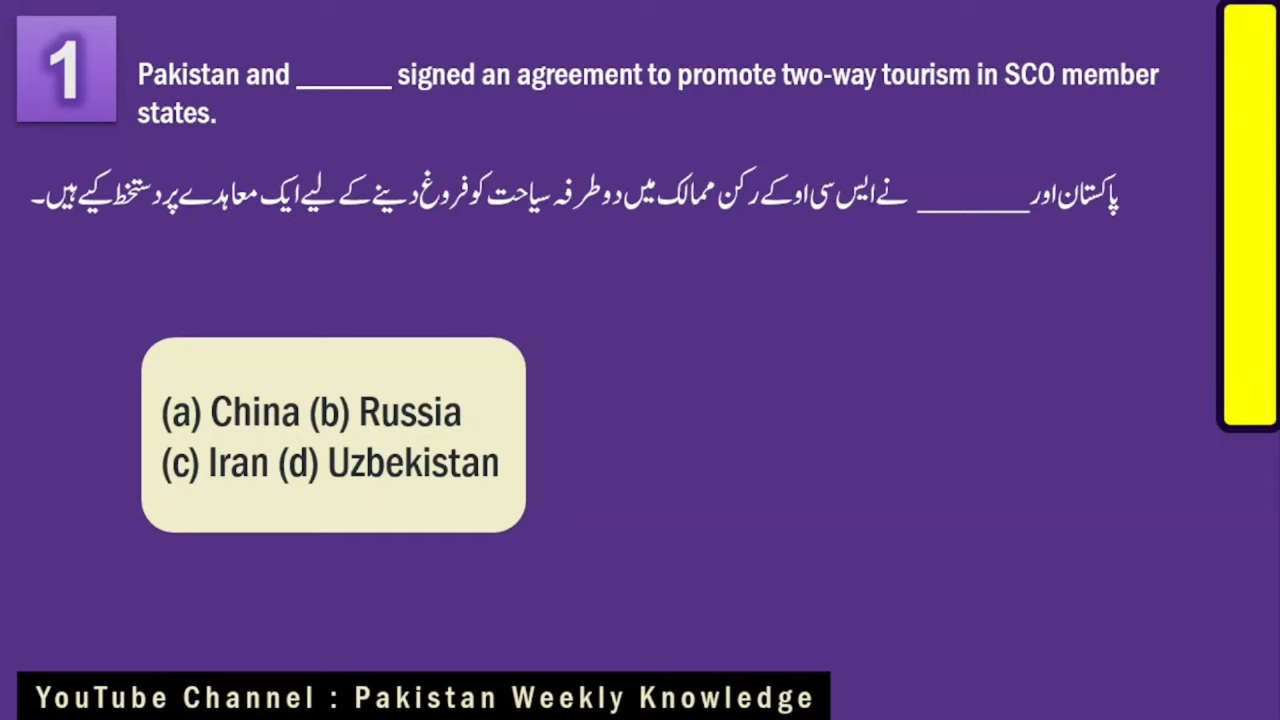 1
Pakistan and ______ signed an agreement to promote two-way tourism in SCO member
states.
پاکستان اور ________ نے ایس سی او کے رکن ممالک میں دو طرفہ سیاحت کو فروغ دینے کے لیے ایک معاہدے پر دستخط کیے ہیں۔
(a) China (b) Russia
(c) Iran (d) Uzbekistan
YouTube Channel : Pakistan Weekly Knowledge